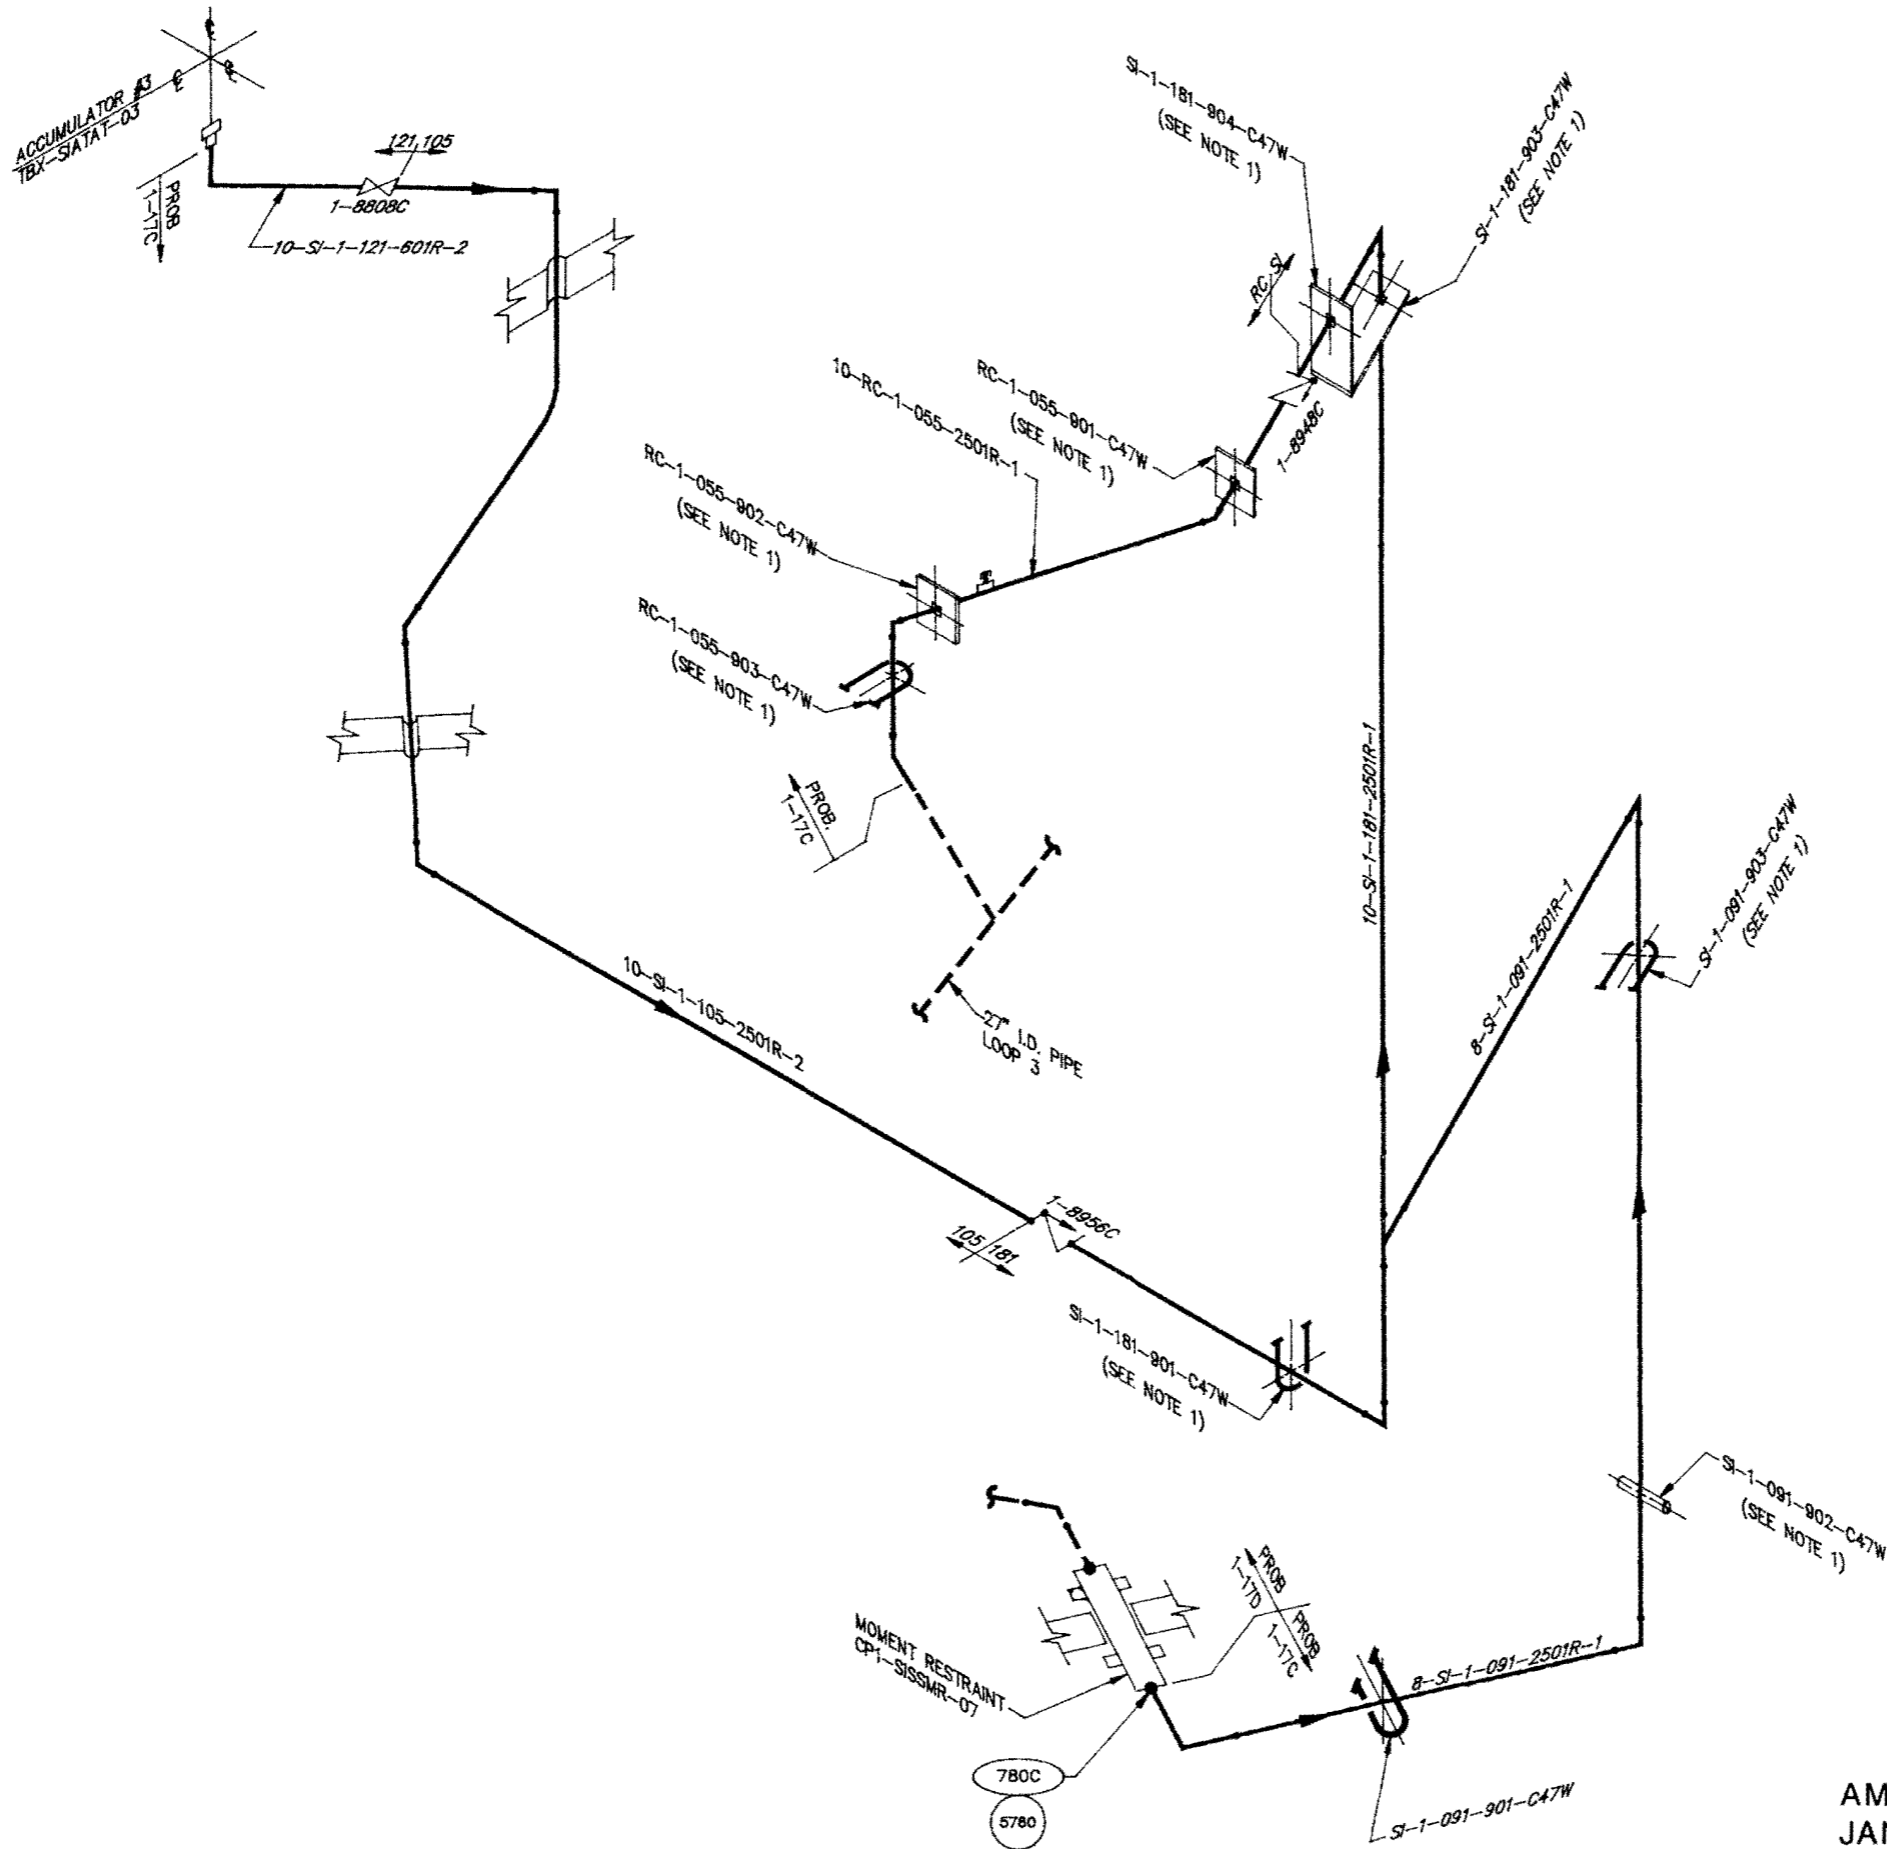 ACCUMULATOR #3
TBX-SIATAT-03
PROB
1-17C
121 105
1-8808C
10-SI-1-121-601R-2
SI-1-181-904-C47W
(SEE NOTE 1)
SI-1-181-903-C47W
(SEE NOTE 1)
RC SI
1-8948C
RC-1-055-901-C47W
(SEE NOTE 1)
10-RC-1-055-2501R-1
RC-1-055-902-C47W
(SEE NOTE 1)
RC-1-055-903-C47W
(SEE NOTE 1)
PROB.
1-17C
27" I.D. PIPE
LOOP 3
10-SI-1-105-2501R-2
10-SI-1-181-2501R-1
8-SI-1-091-2501R-1
SI-1-091-903-C47W
(SEE NOTE 1)
1-8956C
105 181
SI-1-181-901-C47W
(SEE NOTE 1)
SI-1-091-902-C47W
(SEE NOTE 1)
PROB
1-17D
PROB
1-17C
MOMENT RESTRAINT
CP1-SISSMR-07
8-SI-1-091-2501R-1
780C
5780
SI-1-091-901-C47W
AM
JAN